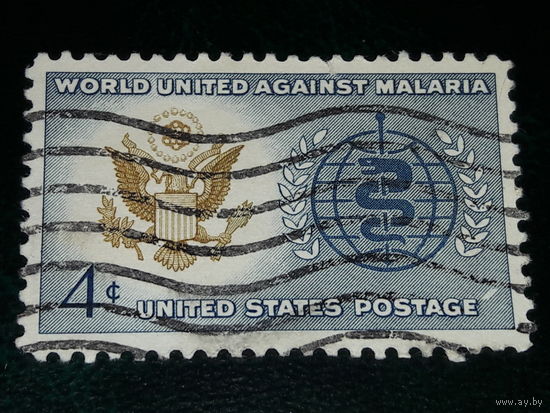 WORLD UNITED AGAINST MALARIA
4¢
UNITED STATES POSTAGE
www.ay.by